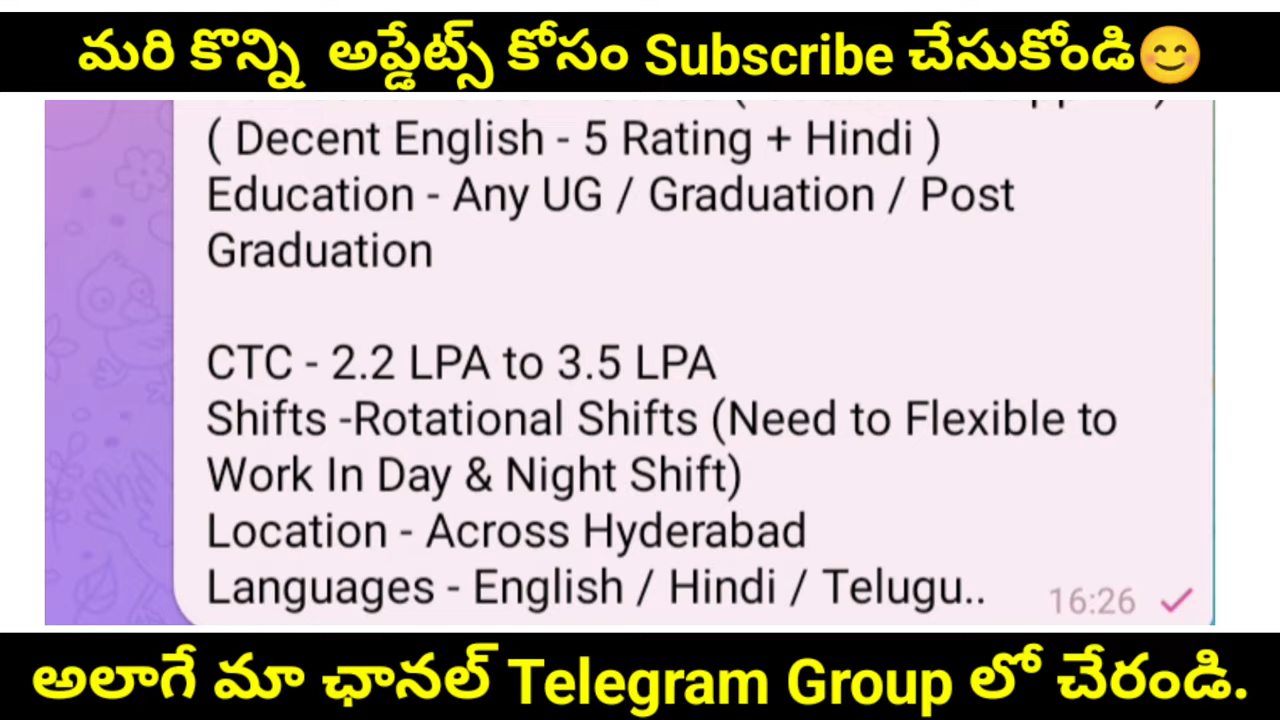 మరి కొన్ని అప్డేట్స్ కోసం Subscribe చేసుకోండి😊
( Decent English - 5 Rating + Hindi )
Education - Any UG / Graduation / Post
Graduation
CTC - 2.2 LPA to 3.5 LPA
Shifts -Rotational Shifts (Need to Flexible to
Work In Day & Night Shift)
Location - Across Hyderabad
Languages - English / Hindi / Telugu..
16:26
అలాగే మా ఛానల్ Telegram Group లో చేరండి.